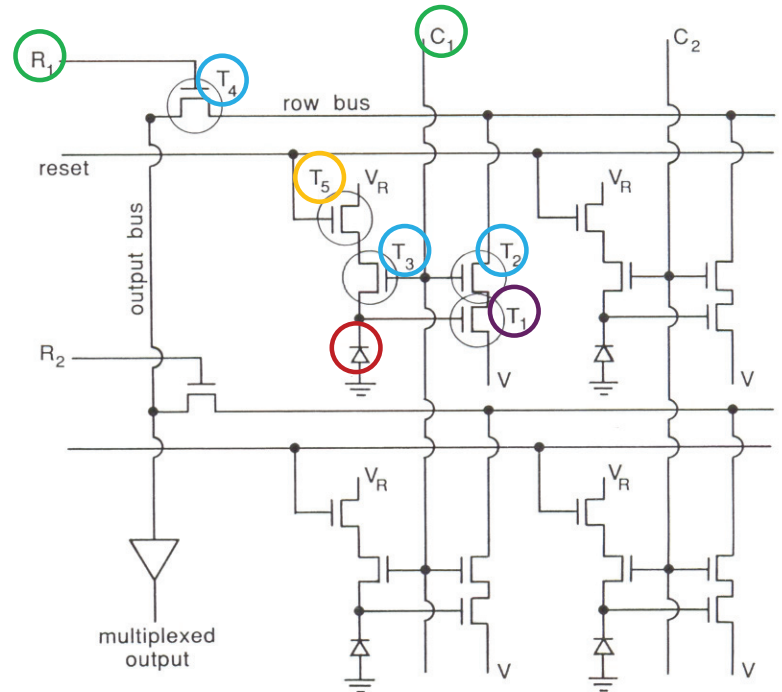 R1
T4
C1
C2
row bus
reset
T5
VR
VR
output bus
T3
T2
T1
R2
V
V
VR
VR
multiplexed
output
V
V